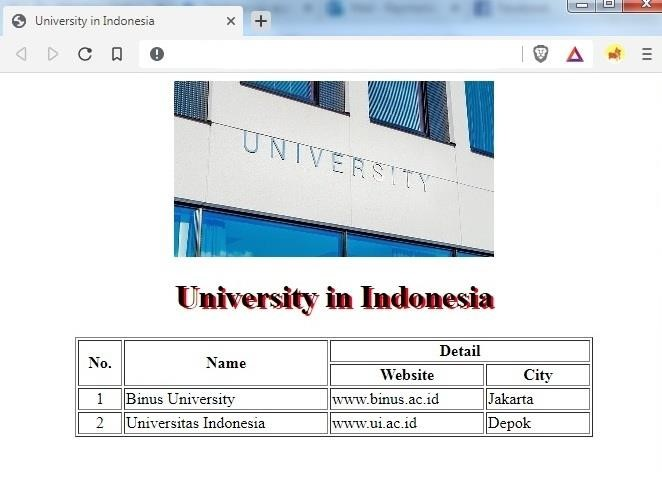 University in Indonesia
UNIVERSITY
University in Indonesia
No. Name Detail
Website City
1 Binus University www.binus.ac.id Jakarta
2 Universitas Indonesia www.ui.ac.id Depok